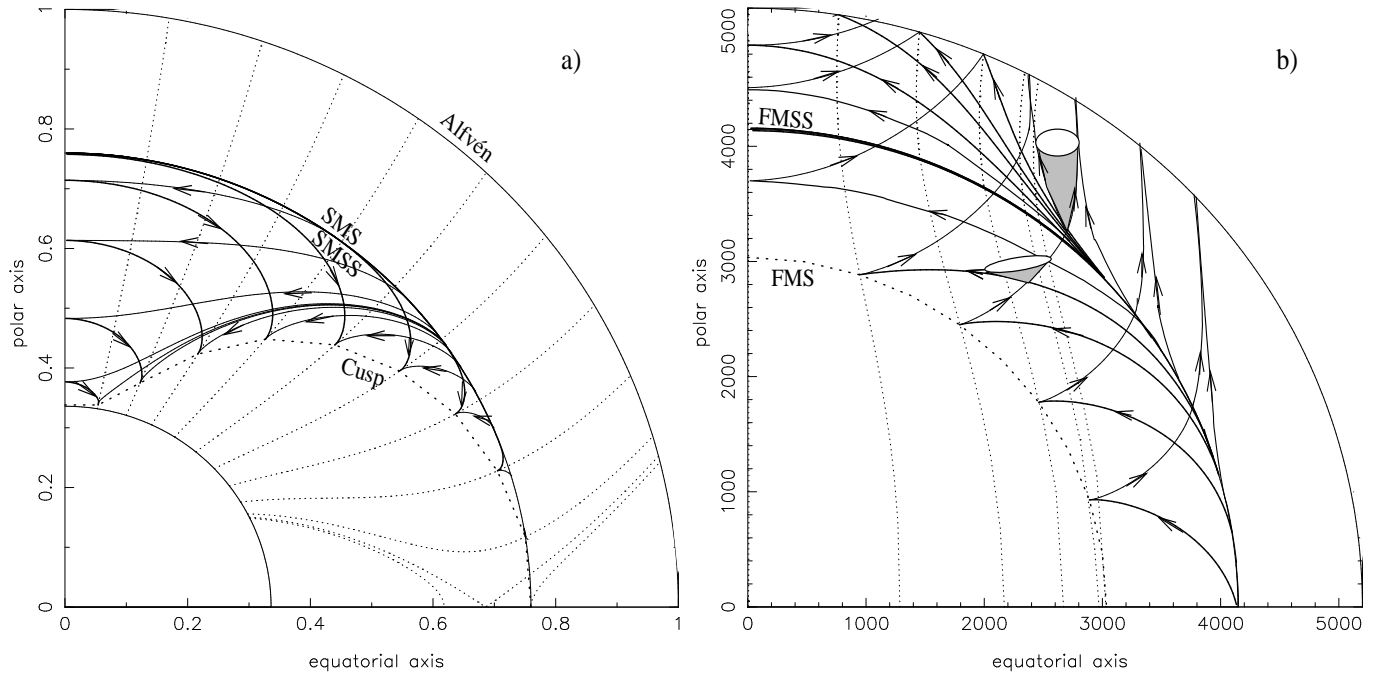 a)
1
0.8
0.6
0.4
0.2
0
polar axis
Alfvén
SMS
SMSS
Cusp
0 0.2 0.4 0.6 0.8 1
equatorial axis
b)
5000
4000
3000
2000
1000
0
polar axis
FMSS
FMS
0 1000 2000 3000 4000 5000
equatorial axis